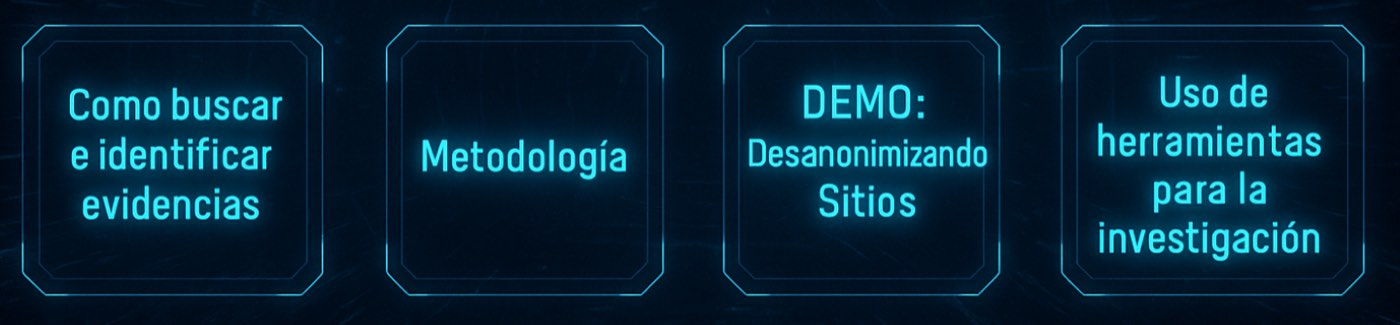 Como buscar
e identificar
evidencias
Metodología
DEMO:
Desanonimizando
Sitios
Uso de
herramientas
para la
investigación